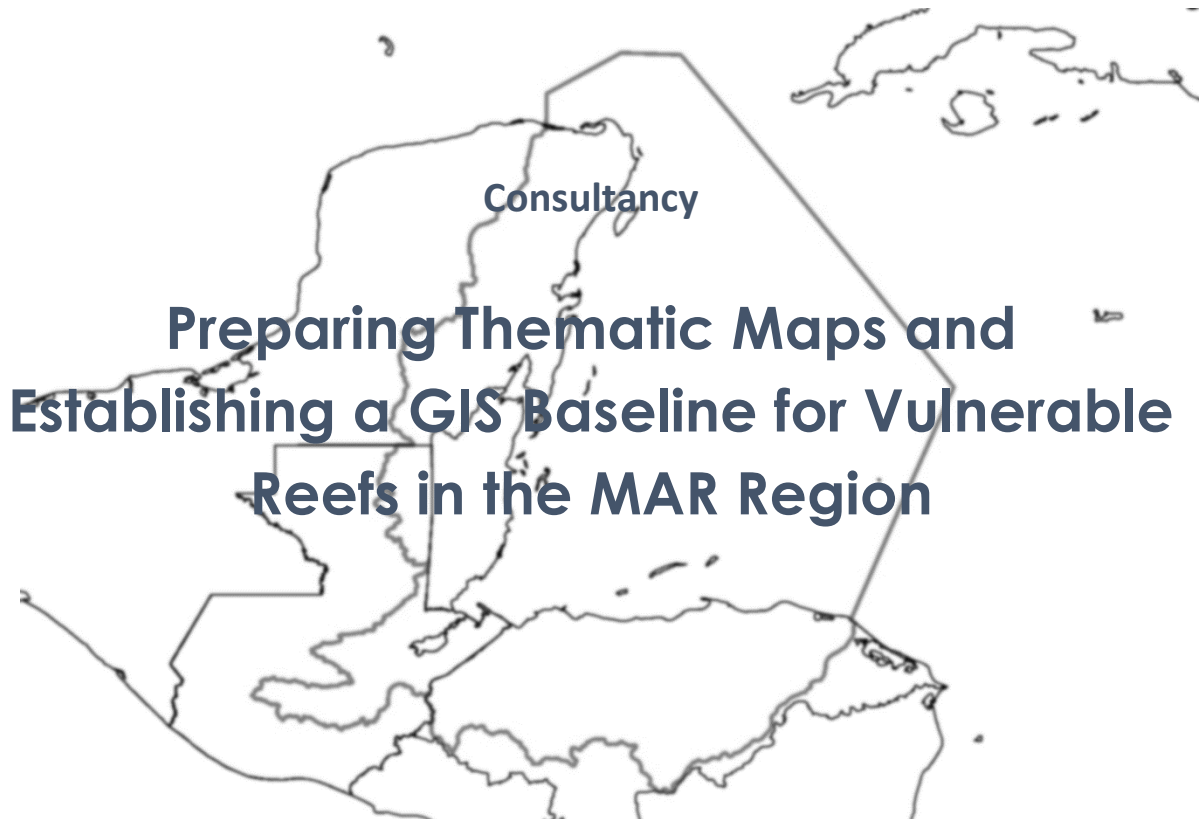 Consultancy
Preparing Thematic Maps and
Establishing a GIS Baseline for Vulnerable
Reefs in the MAR Region